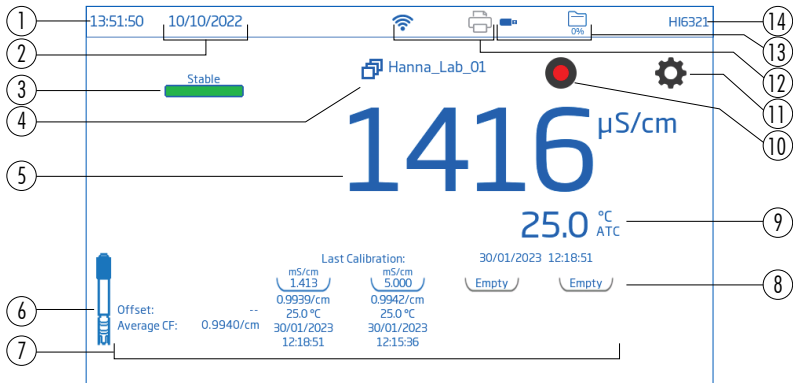 1 13:51:50 10/10/2022 0% HI6321 14
2 13
3 Stable Hanna_Lab_01 12
4 11
1416 µS/cm 10
5
25.0 °C ATC 9
Last Calibration: 30/01/2023 12:18:51
mS/cm mS/cm
1.413 5.000 Empty Empty 8
0.9939/cm 0.9942/cm
6 Offset: -- 25.0 °C 25.0 °C
Average CF: 0.9940/cm 30/01/2023 30/01/2023
7 12:18:51 12:15:36